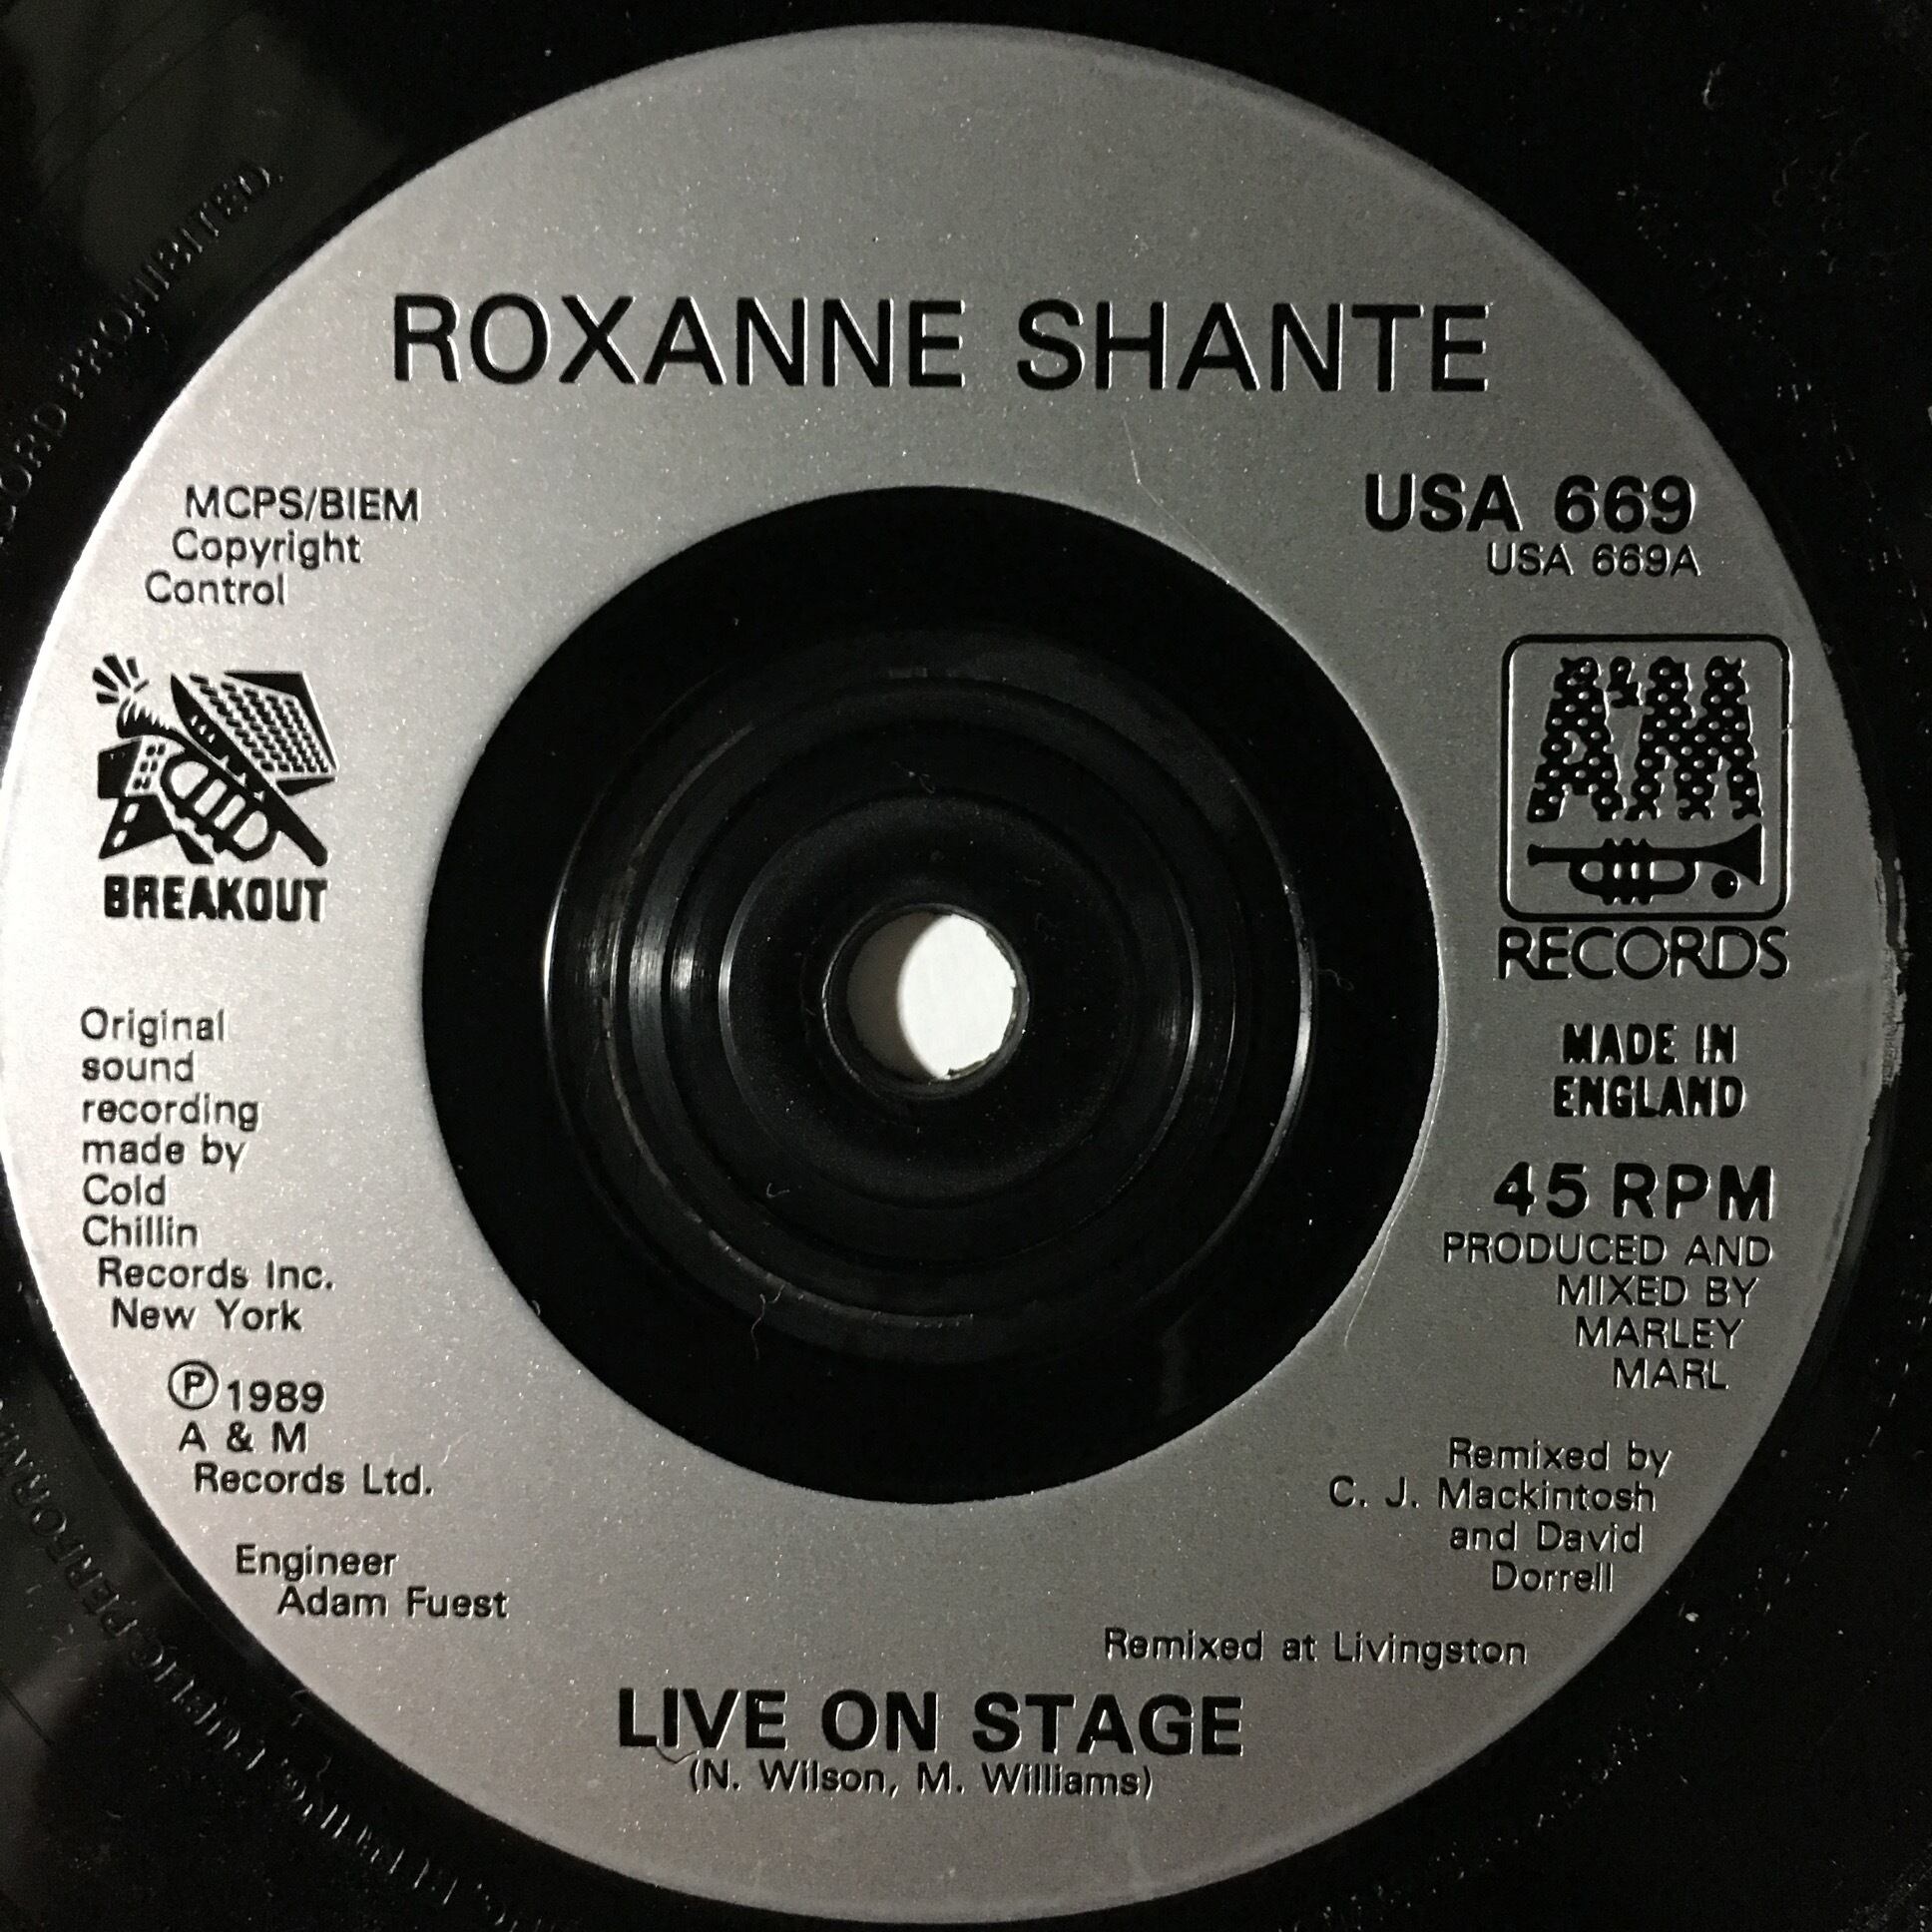 ROXANNE SHANTE
MCPS/BIEM
Copyright
Control
USA 669
USA 669A
BREAKOUT
A&M
RECORDS
Original
sound
recording
made by
Cold
Chillin
Records Inc.
New York
℗ 1989
A & M
Records Ltd.
Engineer
Adam Fuest
MADE IN
ENGLAND
45 RPM
PRODUCED AND
MIXED BY
MARLEY
MARL
Remixed by
C. J. Mackintosh
and David
Dorrell
Remixed at Livingston
LIVE ON STAGE
(N. Wilson, M. Williams)
PROHIBITED.